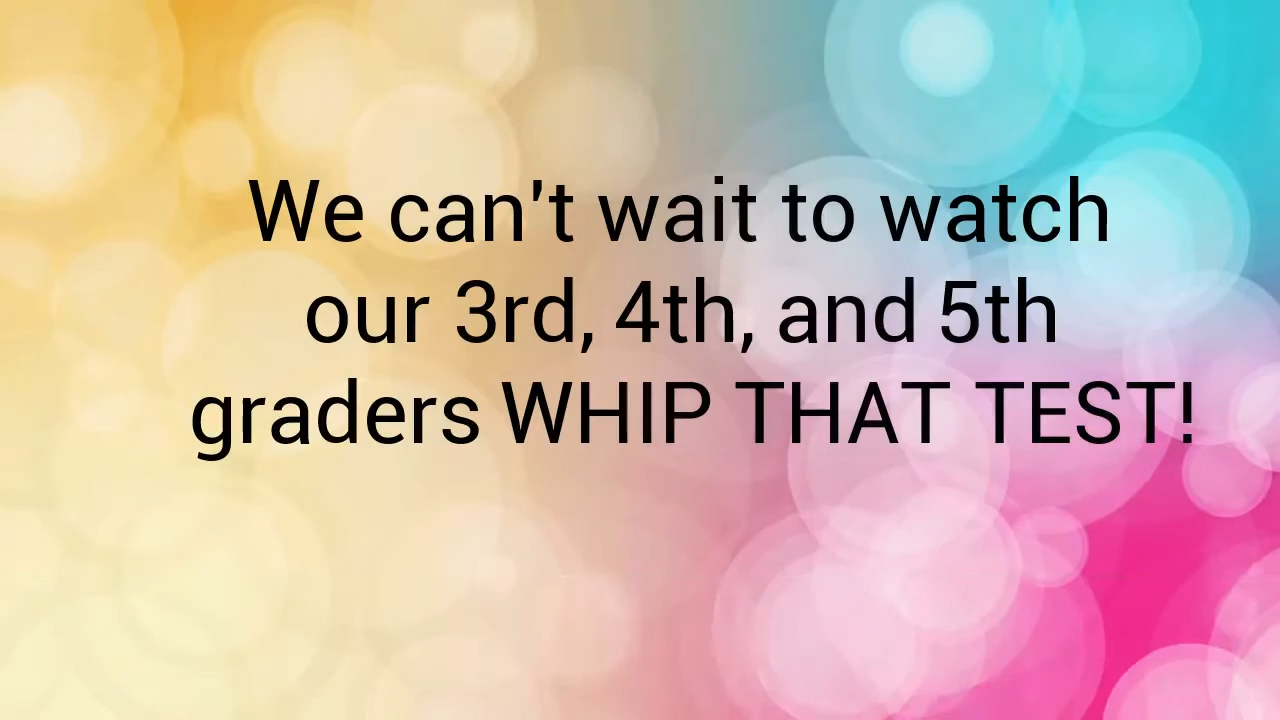 We can't wait to watch
our 3rd, 4th, and 5th
graders WHIP THAT TEST!